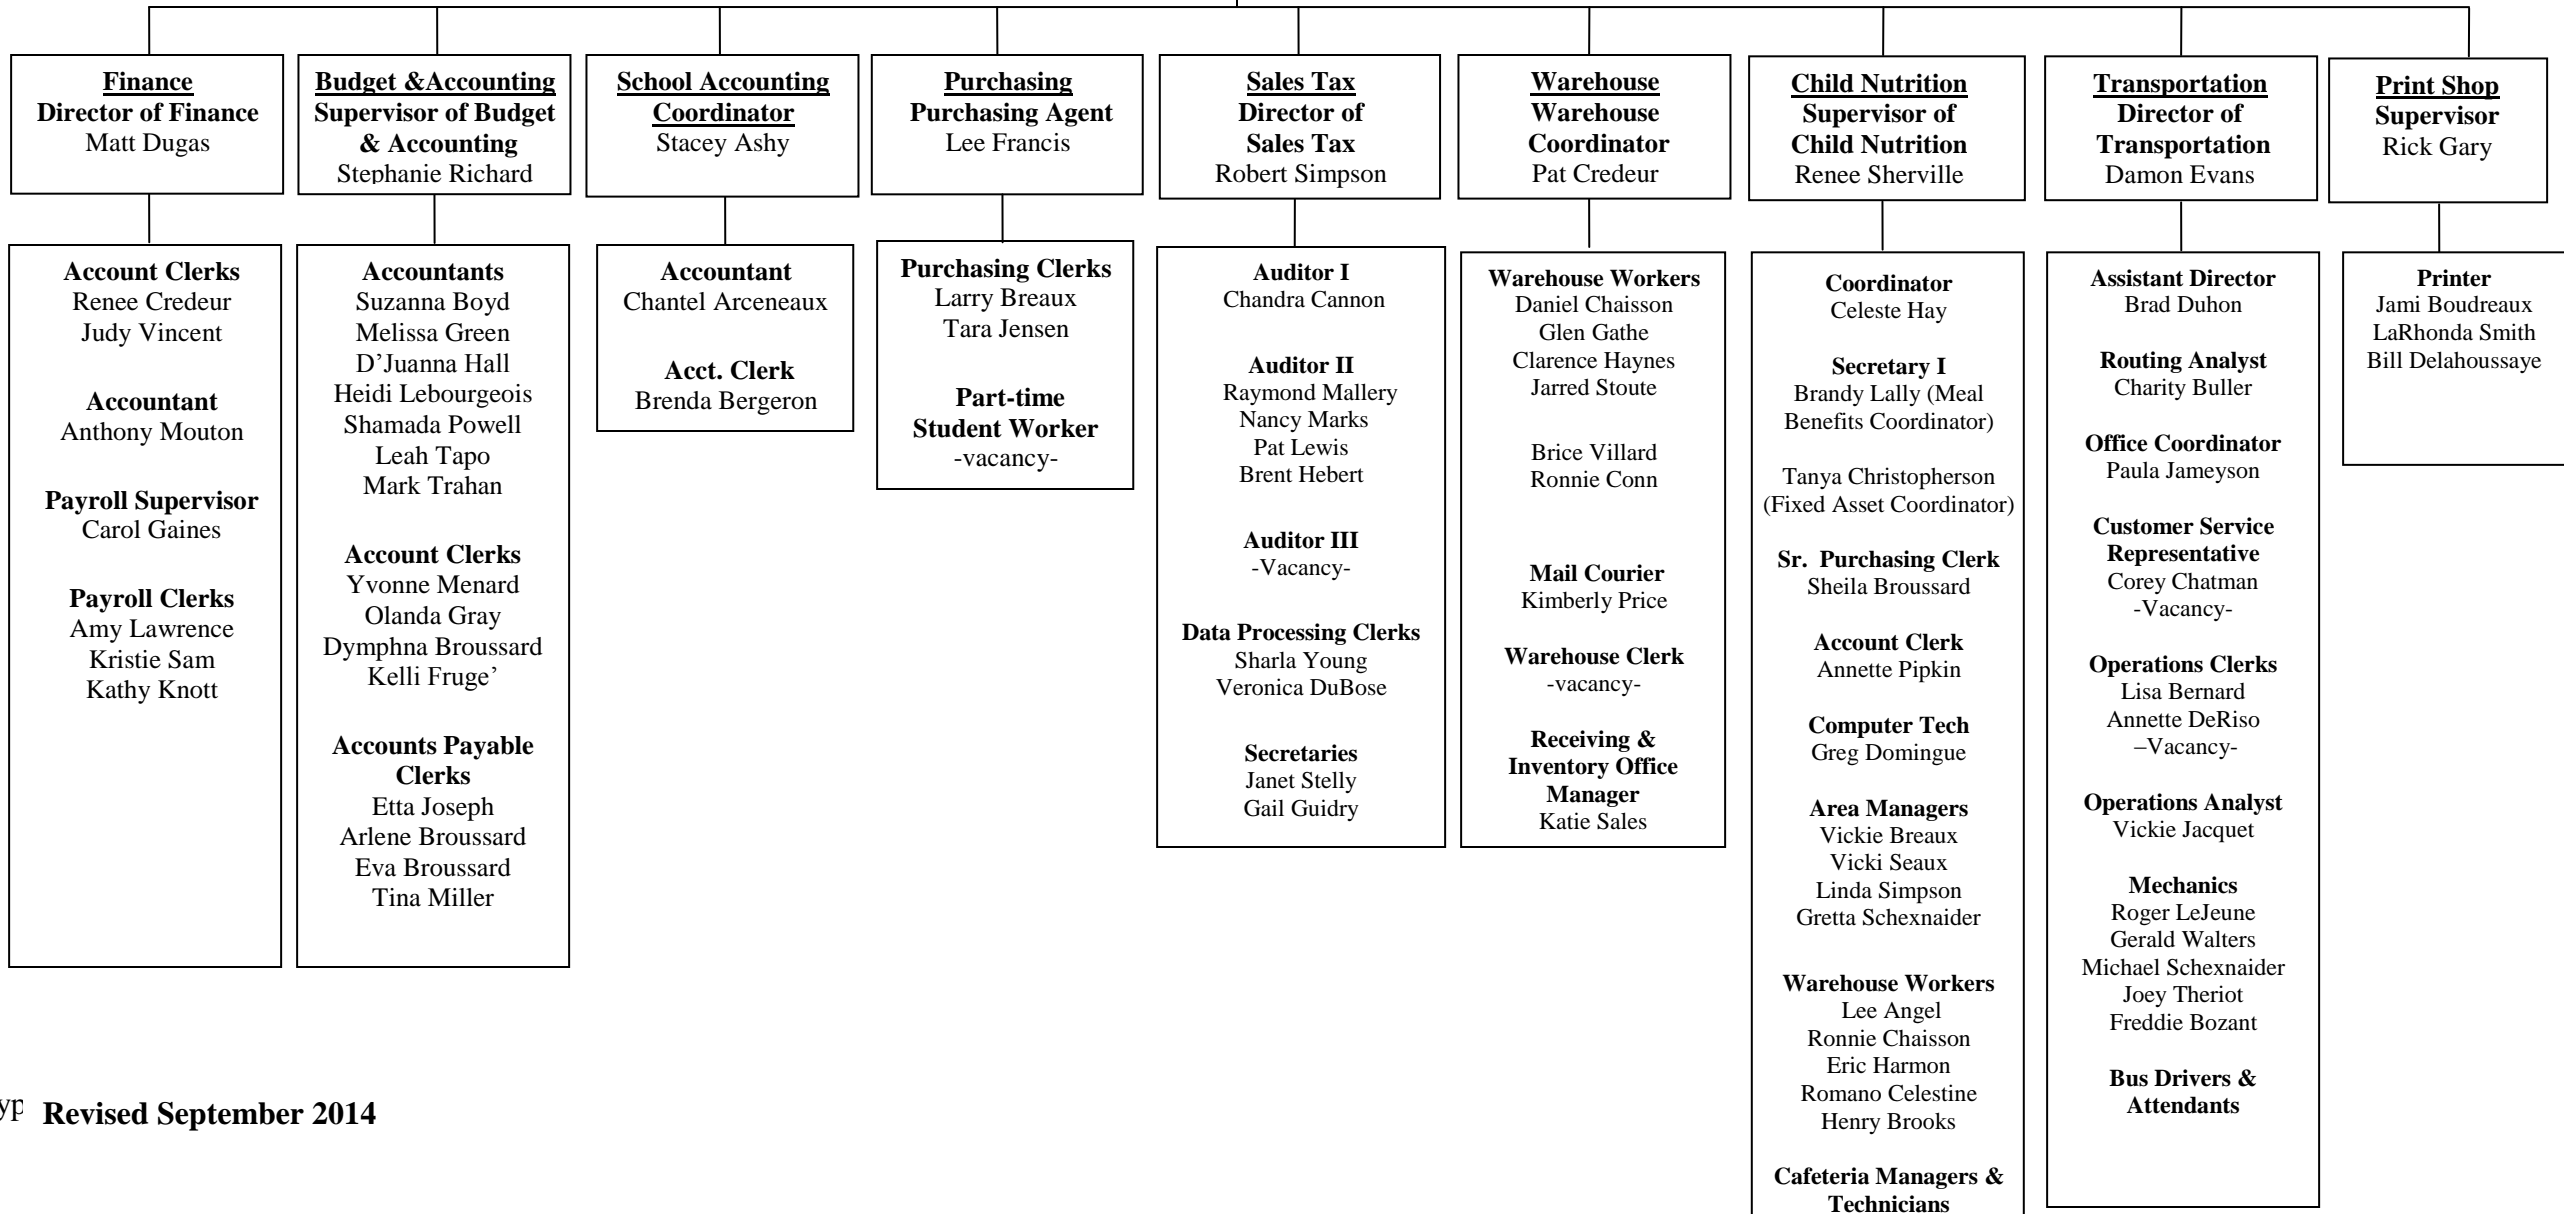 Finance
Director of Finance
Matt Dugas
Budget &Accounting
Supervisor of Budget
& Accounting
Stephanie Richard
School Accounting
Coordinator
Stacey Ashy
Purchasing
Purchasing Agent
Lee Francis
Sales Tax
Director of
Sales Tax
Robert Simpson
Warehouse
Warehouse
Coordinator
Pat Credeur
Child Nutrition
Supervisor of
Child Nutrition
Renee Sherville
Transportation
Director of
Transportation
Damon Evans
Print Shop
Supervisor
Rick Gary
Account Clerks
Renee Credeur
Judy Vincent
Accountant
Anthony Mouton
Payroll Supervisor
Carol Gaines
Payroll Clerks
Amy Lawrence
Kristie Sam
Kathy Knott
Accountants
Suzanna Boyd
Melissa Green
D’Juanna Hall
Heidi Lebourgeois
Shamada Powell
Leah Tapo
Mark Trahan
Account Clerks
Yvonne Menard
Olanda Gray
Dymphna Broussard
Kelli Fruge’
Accounts Payable
Clerks
Etta Joseph
Arlene Broussard
Eva Broussard
Tina Miller
Accountant
Chantel Arceneaux
Acct. Clerk
Brenda Bergeron
Purchasing Clerks
Larry Breaux
Tara Jensen
Part-time
Student Worker
-vacancy-
Auditor I
Chandra Cannon
Auditor II
Raymond Mallery
Nancy Marks
Pat Lewis
Brent Hebert
Auditor III
-Vacancy-
Data Processing Clerks
Sharla Young
Veronica DuBose
Secretaries
Janet Stelly
Gail Guidry
Warehouse Workers
Daniel Chaisson
Glen Gathe
Clarence Haynes
Jarred Stoute
Brice Villard
Ronnie Conn
Mail Courier
Kimberly Price
Warehouse Clerk
-vacancy-
Receiving &
Inventory Office
Manager
Katie Sales
Coordinator
Celeste Hay
Secretary I
Brandy Lally (Meal
Benefits Coordinator)
Tanya Christopherson
(Fixed Asset Coordinator)
Sr. Purchasing Clerk
Sheila Broussard
Account Clerk
Annette Pipkin
Computer Tech
Greg Domingue
Area Managers
Vickie Breaux
Vicki Seaux
Linda Simpson
Gretta Schexnaider
Warehouse Workers
Lee Angel
Ronnie Chaisson
Eric Harmon
Romano Celestine
Henry Brooks
Cafeteria Managers &
Technicians
Assistant Director
Brad Duhon
Routing Analyst
Charity Buller
Office Coordinator
Paula Jameyson
Customer Service
Representative
Corey Chatman
-Vacancy-
Operations Clerks
Lisa Bernard
Annette DeRiso
–Vacancy-
Operations Analyst
Vickie Jacquet
Mechanics
Roger LeJeune
Gerald Walters
Michael Schexnaider
Joey Theriot
Freddie Bozant
Bus Drivers &
Attendants
Printer
Jami Boudreaux
LaRhonda Smith
Bill Delahoussaye
Revised September 2014